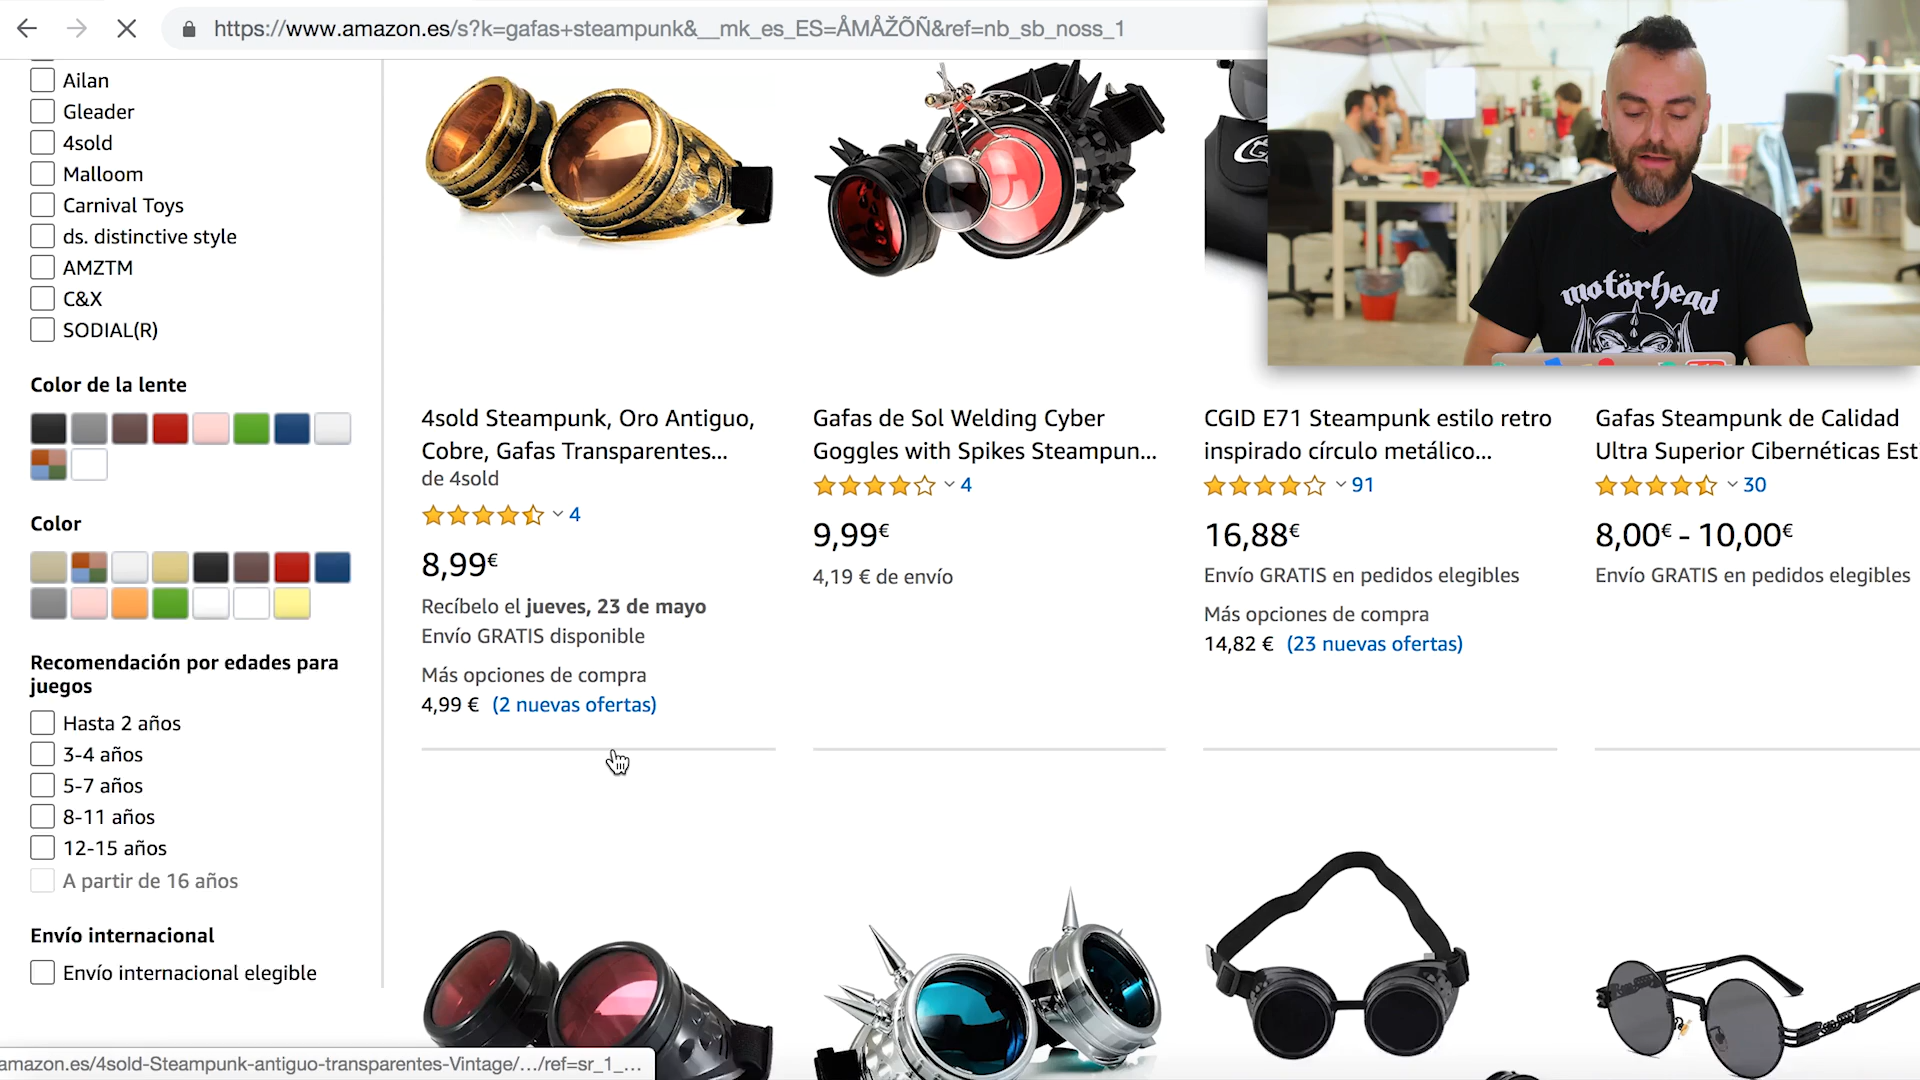 https://www.amazon.es/s?k=gafas+steampunk&__mk_es_ES=ÅMÅŽÕÑ&ref=nb_sb_noss_1
Ailan
Gleader
4sold
Malloom
Carnival Toys
ds. distinctive style
AMZTM
C&X
SODIAL(R)
Color de la lente
Color
Recomendación por edades para
juegos
Hasta 2 años
3-4 años
5-7 años
8-11 años
12-15 años
A partir de 16 años
Envío internacional
Envío internacional elegible
4sold Steampunk, Oro Antiguo,
Cobre, Gafas Transparentes...
de 4sold
4
8,99€
Recíbelo el jueves, 23 de mayo
Envío GRATIS disponible
Más opciones de compra
4,99 € (2 nuevas ofertas)
Gafas de Sol Welding Cyber
Goggles with Spikes Steampun...
4
9,99€
4,19 € de envío
CGID E71 Steampunk estilo retro
inspirado círculo metálico...
91
16,88€
Envío GRATIS en pedidos elegibles
Más opciones de compra
14,82 € (23 nuevas ofertas)
Gafas Steampunk de Calidad
Ultra Superior Cibernéticas Est
30
8,00€ - 10,00€
Envío GRATIS en pedidos elegibles
motörhead
amazon.es/4sold-Steampunk-antiguo-transparentes-Vintage/.../ref=sr_1_...